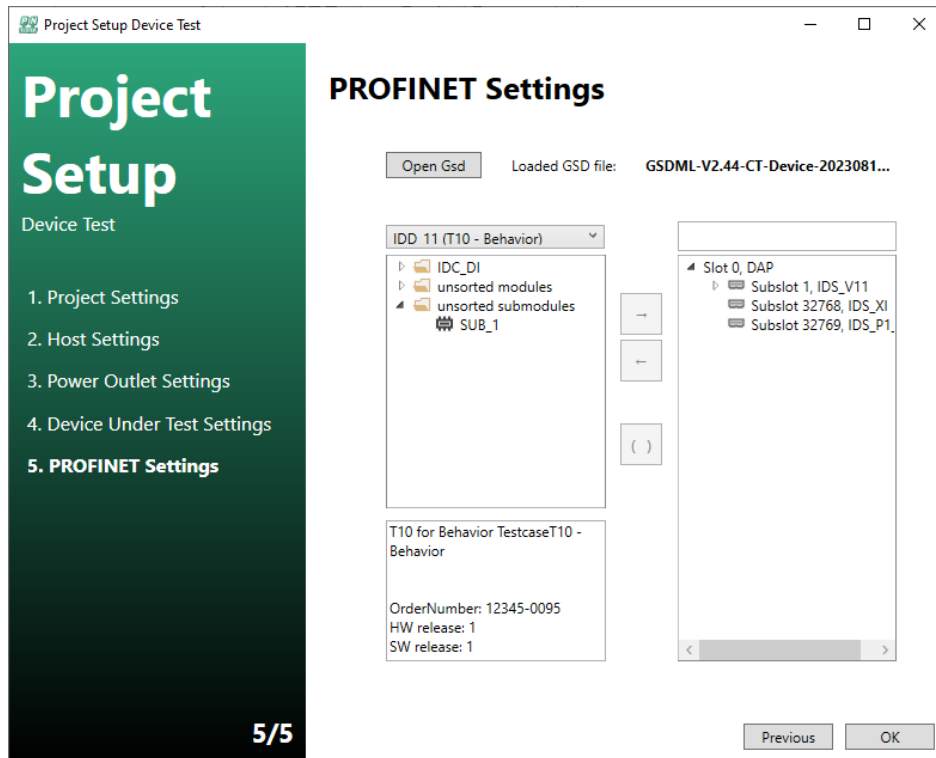 Project Setup Device Test
Project
Setup
Device Test
1. Project Settings
2. Host Settings
3. Power Outlet Settings
4. Device Under Test Settings
5. PROFINET Settings
5/5
PROFINET Settings
Open Gsd Loaded GSD file: GSDML-V2.44-CT-Device-2023081...
IDD_11 (T10 - Behavior)
IDC_DI
unsorted modules
unsorted submodules
SUB_1
T10 for Behavior TestcaseT10 -
Behavior
OrderNumber: 12345-0095
HW release: 1
SW release: 1
→
←
( )
Slot 0, DAP
Subslot 1, IDS_V11
Subslot 32768, IDS_XI
Subslot 32769, IDS_P1_
Previous OK